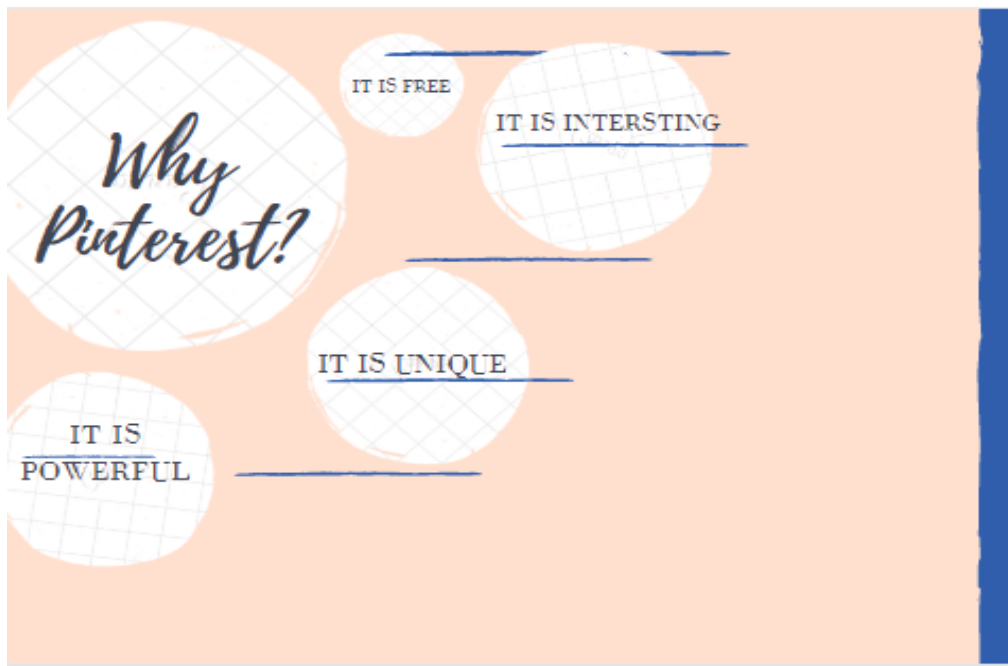 Why
Pinterest?
IT IS FREE
IT IS INTERSTING
IT IS UNIQUE
IT IS
POWERFUL